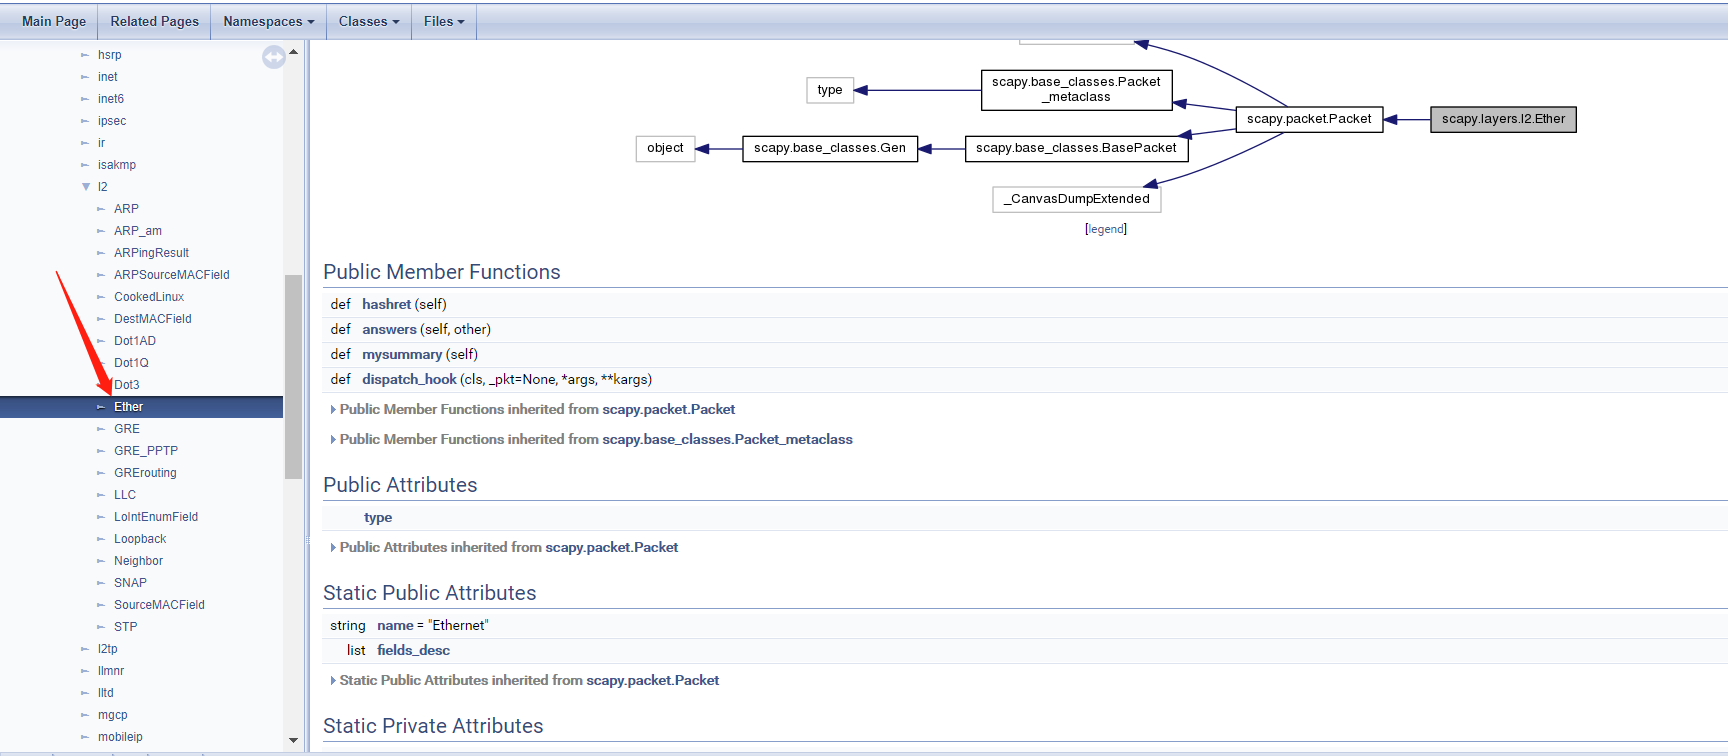 Main Page Related Pages Namespaces Classes Files
hsrp
inet
inet6
ipsec
ir
isakmp
l2
ARP
ARP_am
ARPingResult
ARPSourceMACField
CookedLinux
DestMACField
Dot1AD
Dot1Q
Dot3
Ether
GRE
GRE_PPTP
GRErouting
LLC
LoIntEnumField
Loopback
Neighbor
SNAP
SourceMACField
STP
l2tp
llmnr
lltd
mgcp
mobileip
type
scapy.base_classes.Packet
_metaclass
scapy.packet.Packet
scapy.layers.l2.Ether
object
scapy.base_classes.Gen
scapy.base_classes.BasePacket
_CanvasDumpExtended
[legend]
Public Member Functions
def hashret (self)
def answers (self, other)
def mysummary (self)
def dispatch_hook (cls, _pkt=None, *args, **kargs)
Public Member Functions inherited from scapy.packet.Packet
Public Member Functions inherited from scapy.base_classes.Packet_metaclass
Public Attributes
type
Public Attributes inherited from scapy.packet.Packet
Static Public Attributes
string name = "Ethernet"
list fields_desc
Static Public Attributes inherited from scapy.packet.Packet
Static Private Attributes